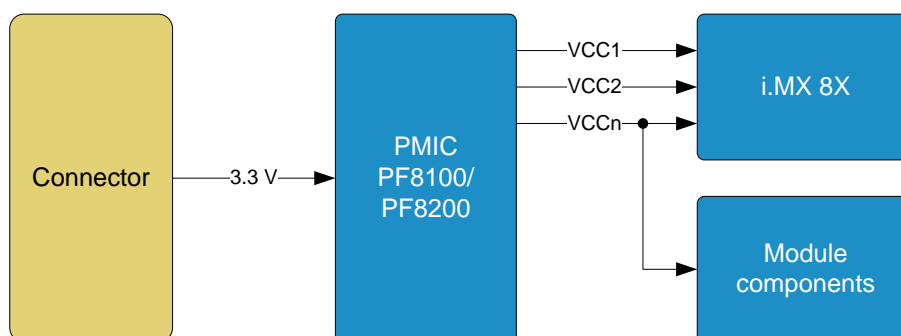 Connector
3.3 V
PMIC
PF8100/
PF8200
VCC1
VCC2
VCCn
i.MX 8X
Module
components